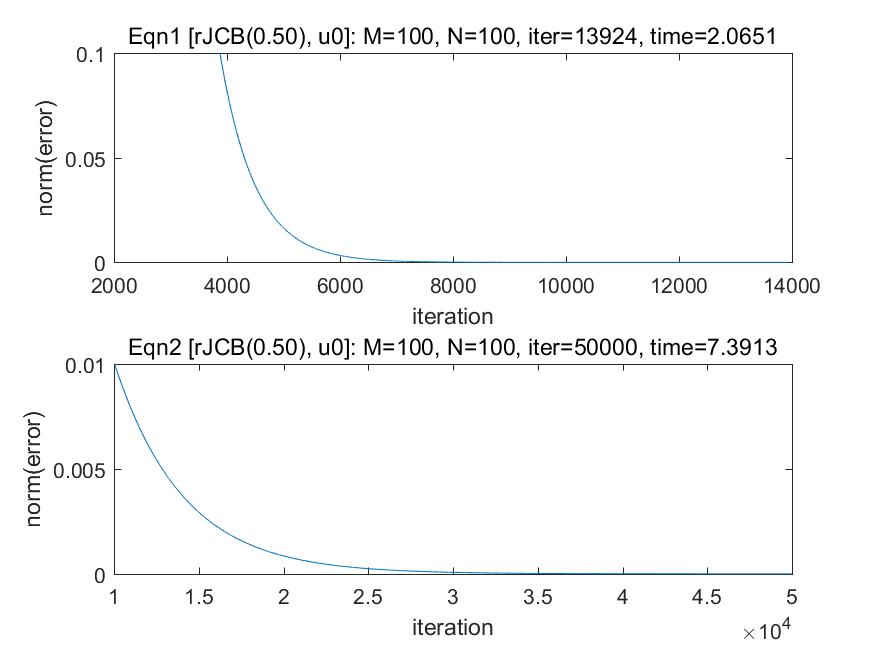 Eqn1 [rJCB(0.50), u0]: M=100, N=100, iter=13924, time=2.0651
0.1
0.05
0
norm(error)
2000 4000 6000 8000 10000 12000 14000
iteration
Eqn2 [rJCB(0.50), u0]: M=100, N=100, iter=50000, time=7.3913
0.01
0.005
0
norm(error)
1 1.5 2 2.5 3 3.5 4 4.5 5
×10⁴
iteration